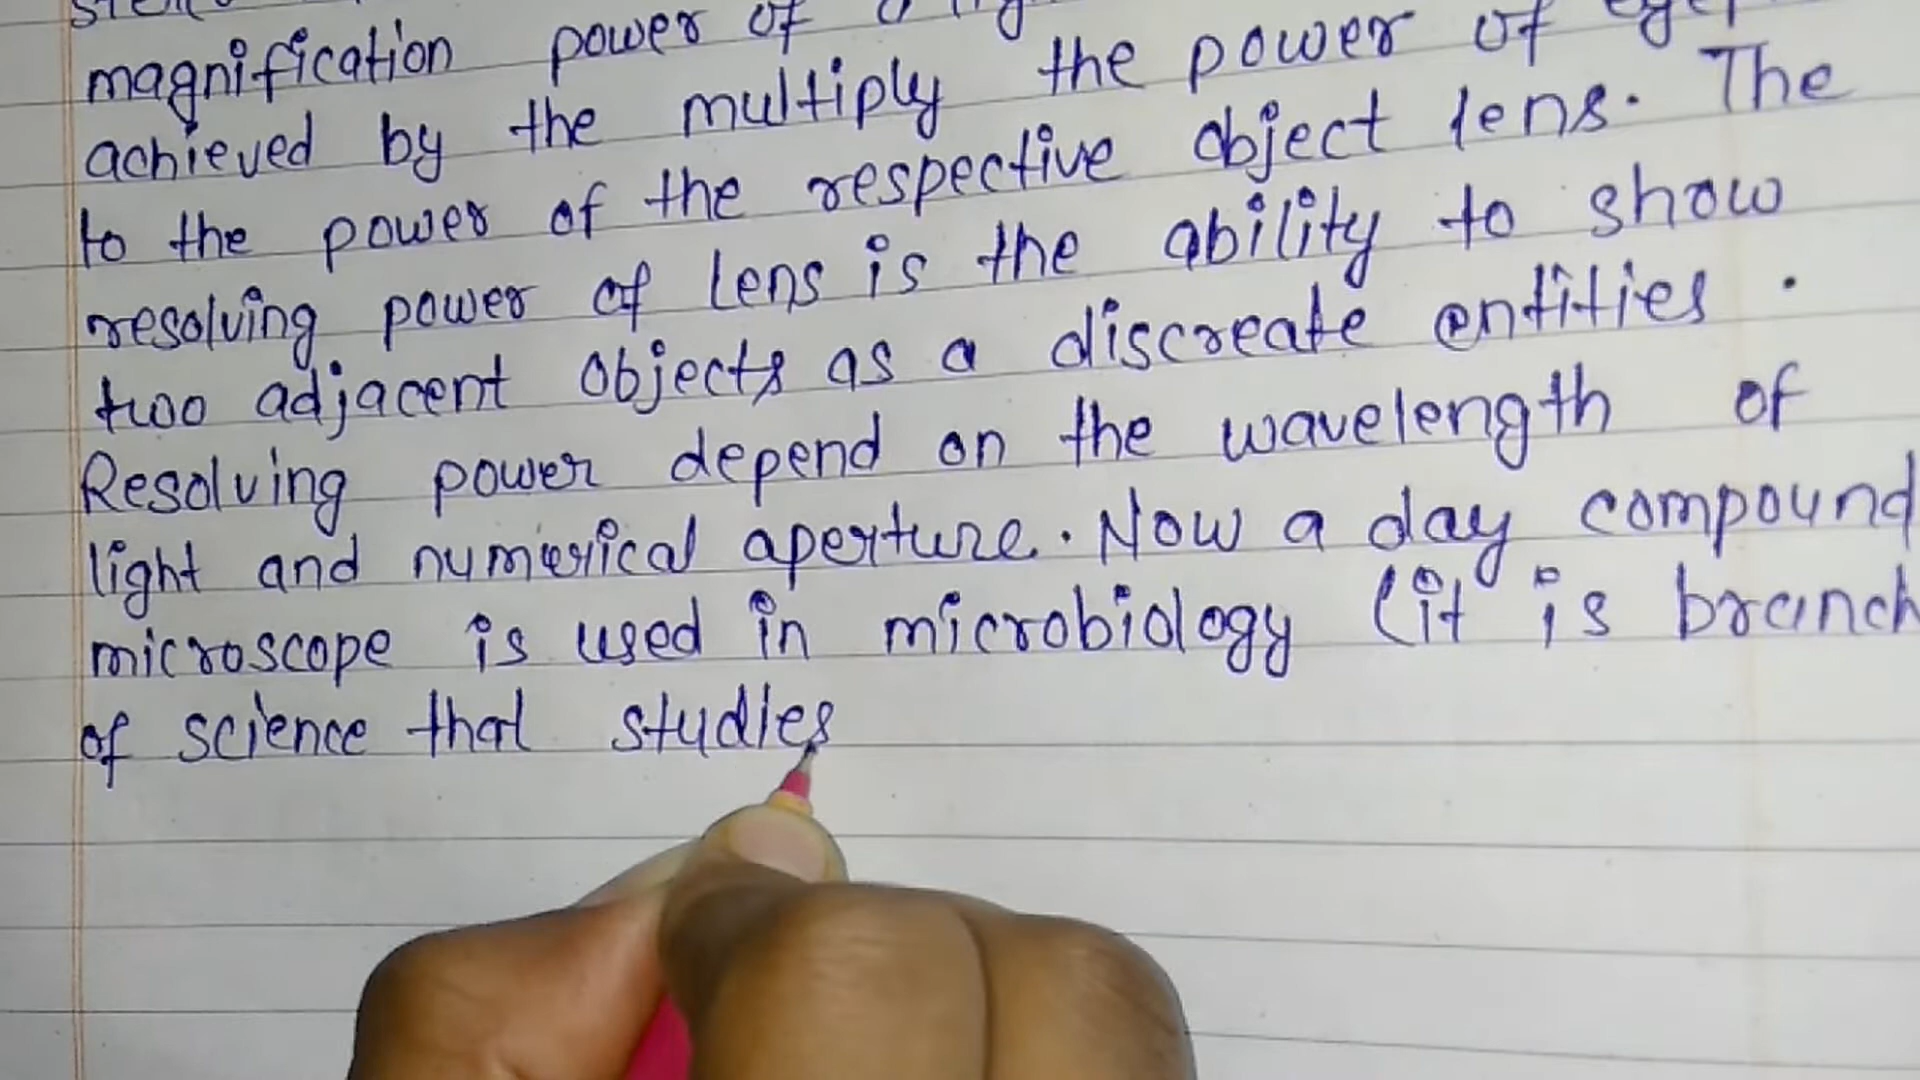 magnification power of a
achieved by the multiply the power of
to the power of the respective object lens. The
resolving power of lens is the ability to show
two adjacent objects as a discreate entities.
Resolving power depend on the wavelength of
light and numerical aperture. Now a day compound
microscope is used in microbiology (it is branch
of science that studies